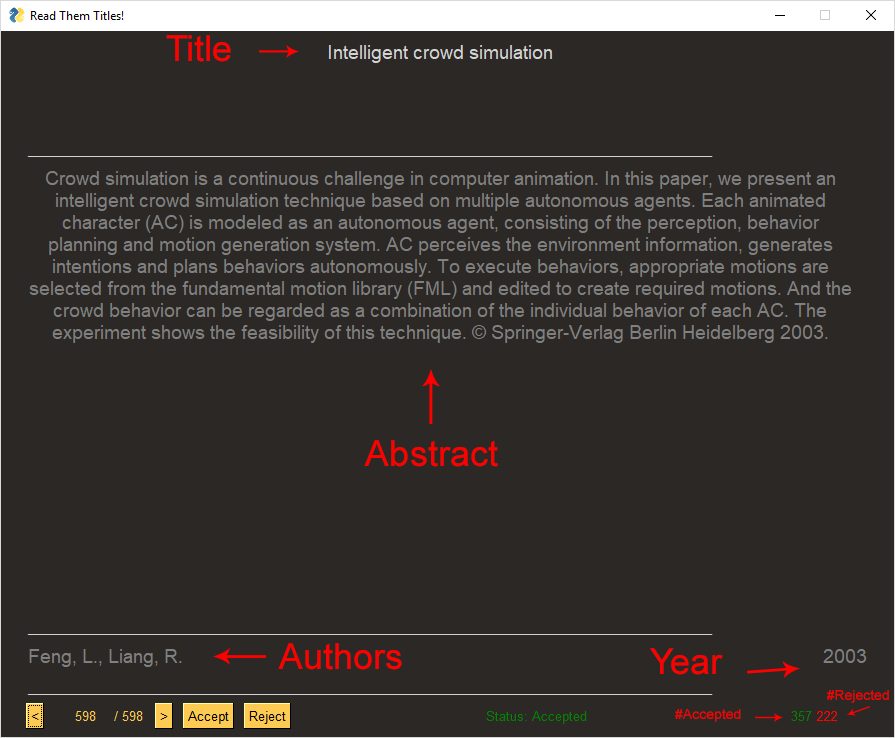 Read Them Titles!
Title Intelligent crowd simulation
Crowd simulation is a continuous challenge in computer animation. In this paper, we present an
intelligent crowd simulation technique based on multiple autonomous agents. Each animated
character (AC) is modeled as an autonomous agent, consisting of the perception, behavior
planning and motion generation system. AC perceives the environment information, generates
intentions and plans behaviors autonomously. To execute behaviors, appropriate motions are
selected from the fundamental motion library (FML) and edited to create required motions. And the
crowd behavior can be regarded as a combination of the individual behavior of each AC. The
experiment shows the feasibility of this technique. © Springer-Verlag Berlin Heidelberg 2003.
Abstract
Feng, L., Liang, R. Authors Year 2003
#Rejected
< 598 / 598 > Accept Reject Status: Accepted #Accepted 357 222